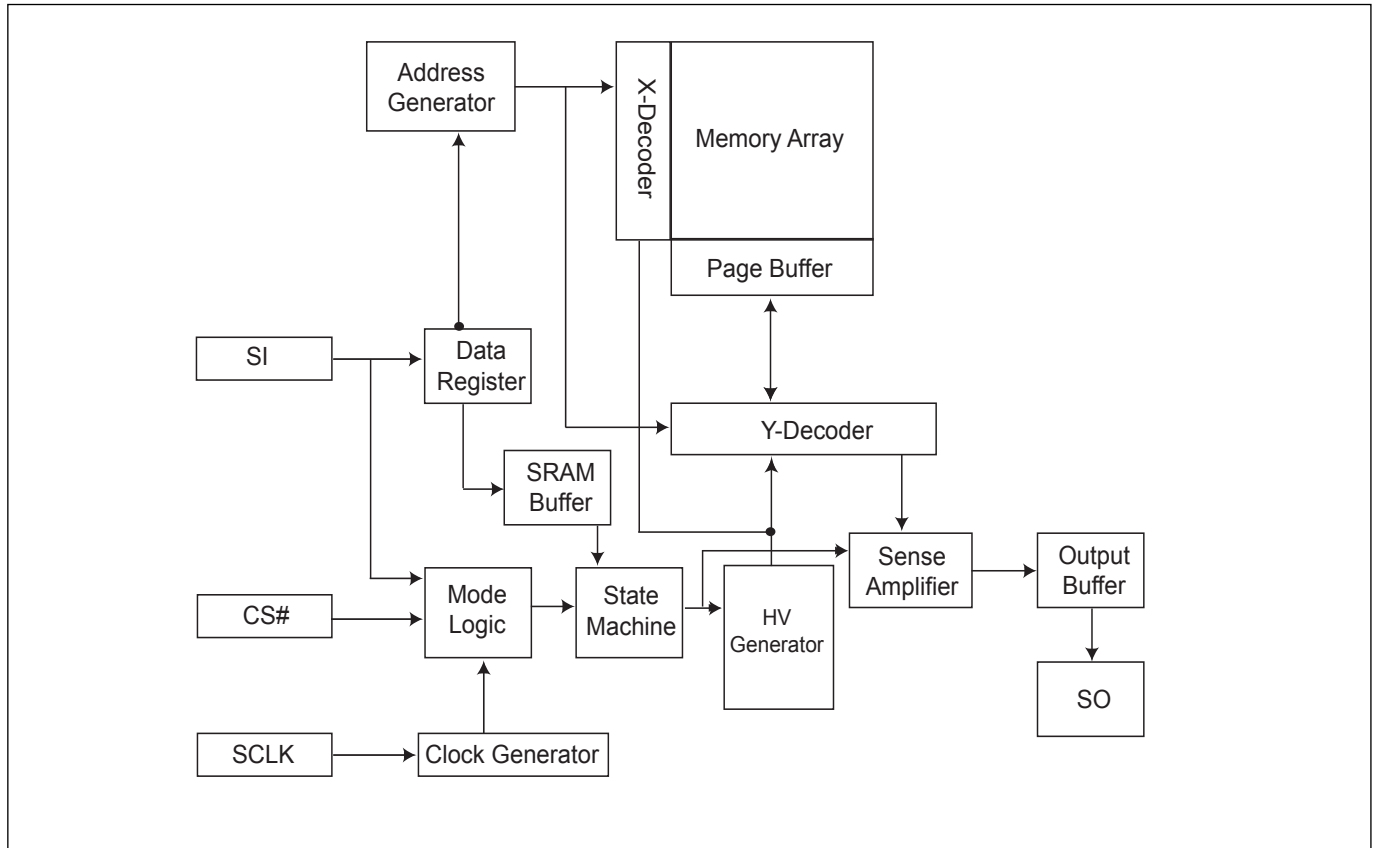 Address
Generator
X-Decoder
Memory Array
Page Buffer
SI
Data
Register
Y-Decoder
SRAM
Buffer
Sense
Amplifier
Output
Buffer
CS#
Mode
Logic
State
Machine
HV
Generator
SO
SCLK
Clock Generator